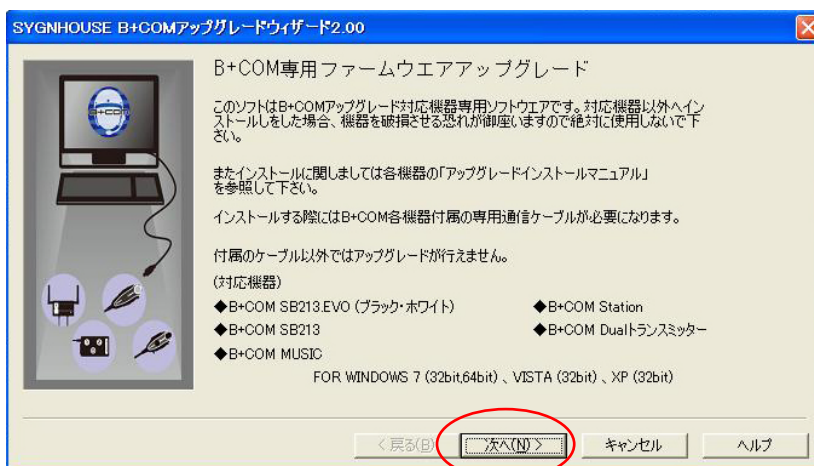 SYGNHOUSE B+COMアップグレードウィザード2.00
B+COM
B+COM専用ファームウエアアップグレード
このソフトはB+COMアップグレード対応機器専用ソフトウエアです。対応機器以外へイン
ストールしをした場合、機器を破損させる恐れが御座いますので絶対に使用しないで下
さい。
またインストールに関しましては各機器の「アップグレードインストールマニュアル」
を参照して下さい。
インストールする際にはB+COM各機器付属の専用通信ケーブルが必要になります。
付属のケーブル以外ではアップグレードが行えません。
(対応機器)
◆B+COM SB213.EVO (ブラック・ホワイト) ◆B+COM Station
◆B+COM SB213 ◆B+COM Dualトランスミッター
◆B+COM MUSIC
FOR WINDOWS 7 (32bit,64bit) 、VISTA (32bit) 、XP (32bit)
< 戻る(B) 次へ(N) > キャンセル ヘルプ